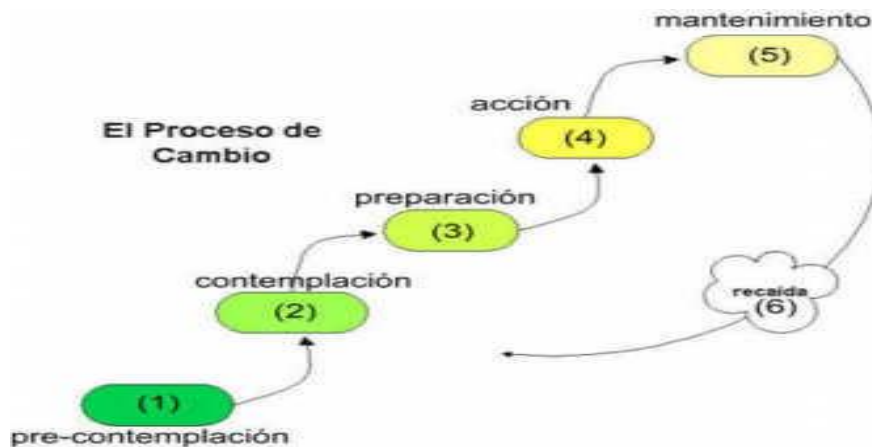 mantenimiento
(5)
acción
(4)
El Proceso de
Cambio
preparación
(3)
contemplación
(2)
recaída
(6)
(1)
pre-contemplación